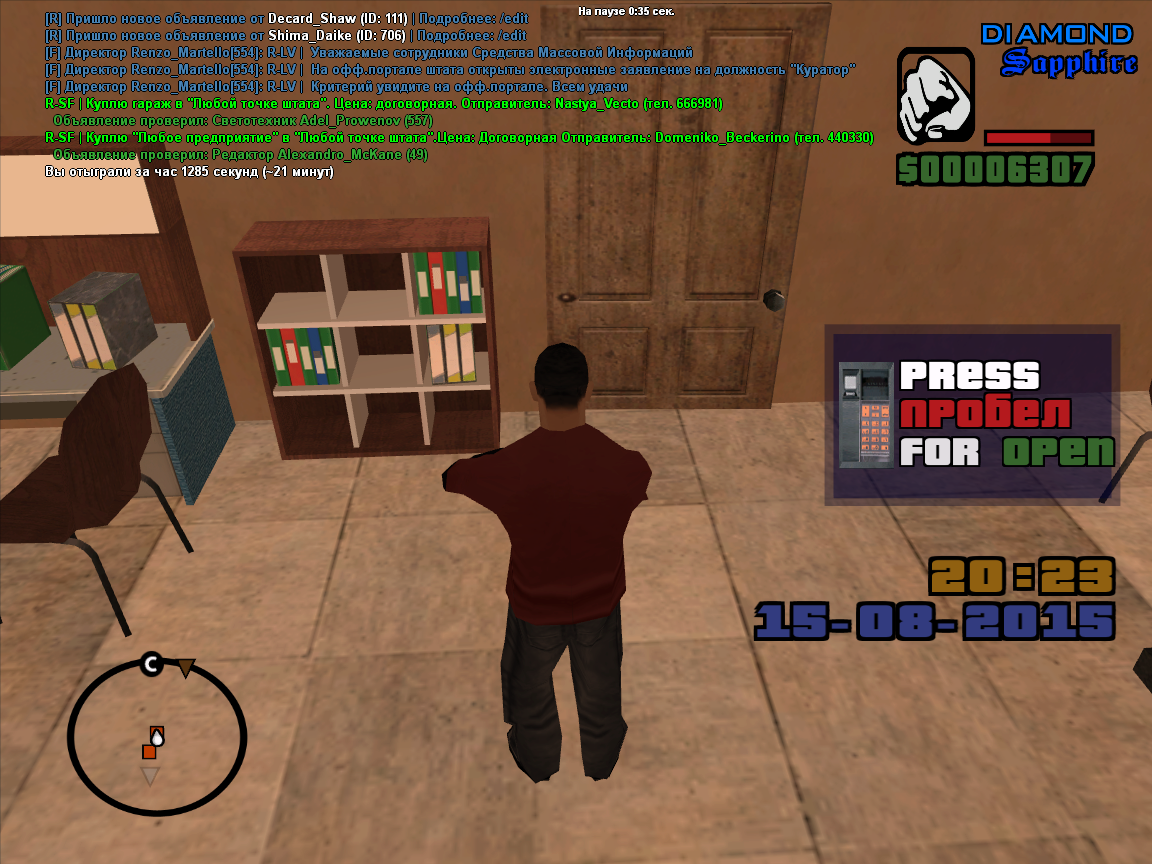 На паузе 0:35 сек.
[R] Пришло новое объявление от Decard_Shaw (ID: 111) | Подробнее: /edit
[R] Пришло новое объявление от Shima_Daike (ID: 706) | Подробнее: /edit
[F] Директор Renzo_Martello[554]: R-LV | Уважаемые сотрудники Средства Массовой Информаций
[F] Директор Renzo_Martello[554]: R-LV | На офф.портале штата открыты электронные заявление на должность "Куратор"
[F] Директор Renzo_Martello[554]: R-LV | Критерий увидите на офф.портале. Всем удачи
R-SF | Куплю гараж в "Любой точке штата". Цена: договорная. Отправитель: Nastya_Vecto (тел. 666981)
Объявление проверил: Светотехник Adel_Prowenov (557)
R-SF | Куплю "Любое предприятие" в "Любой точке штата".Цена: Договорная Отправитель: Domeniko_Beckerino (тел. 440330)
Объявление проверил: Редактор Alexandro_McKane (49)
Вы отыграли за час 1285 секунд (~21 минут)
DIAMOND
Sapphire
$00006307
PRESS
ПРОБЕЛ
FOR OPEN
20:23
15-08-2015
С